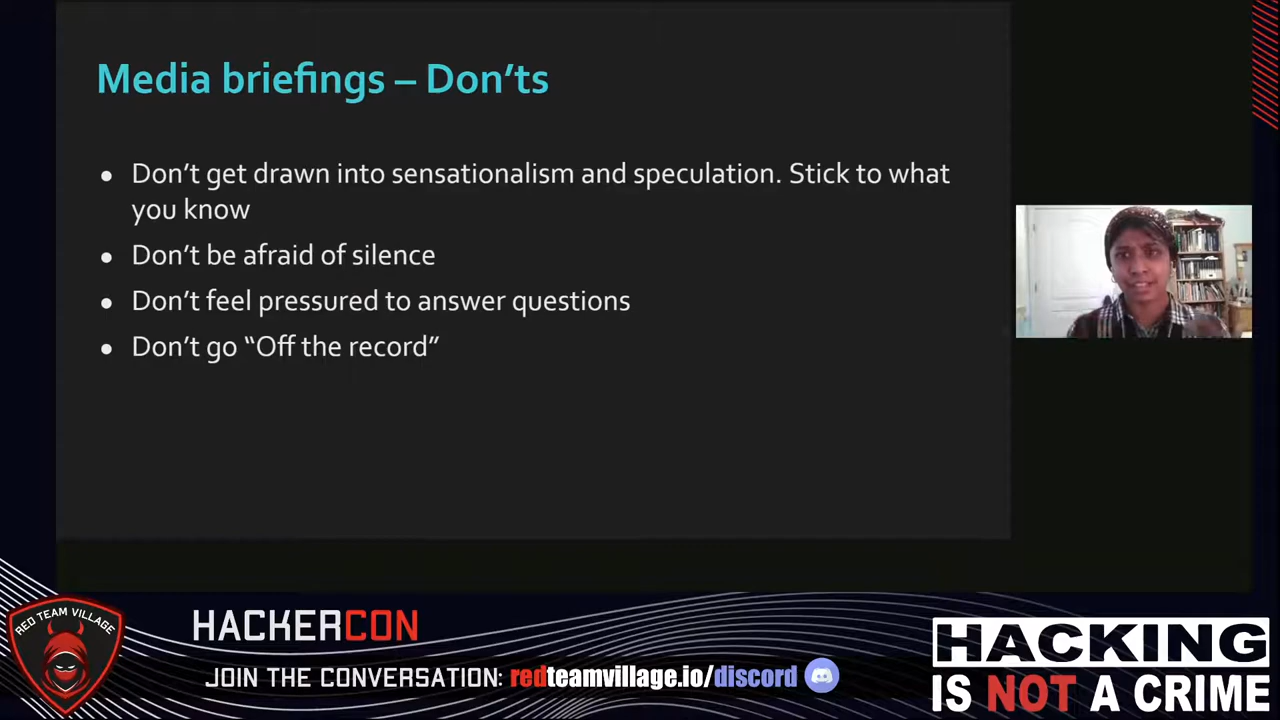 Media briefings – Don’ts
● Don’t get drawn into sensationalism and speculation. Stick to what
you know
● Don’t be afraid of silence
● Don’t feel pressured to answer questions
● Don’t go “Off the record”
RED TEAM VILLAGE
HACKERCON
JOIN THE CONVERSATION: redteamvillage.io/discord
HACKING
IS NOT A CRIME